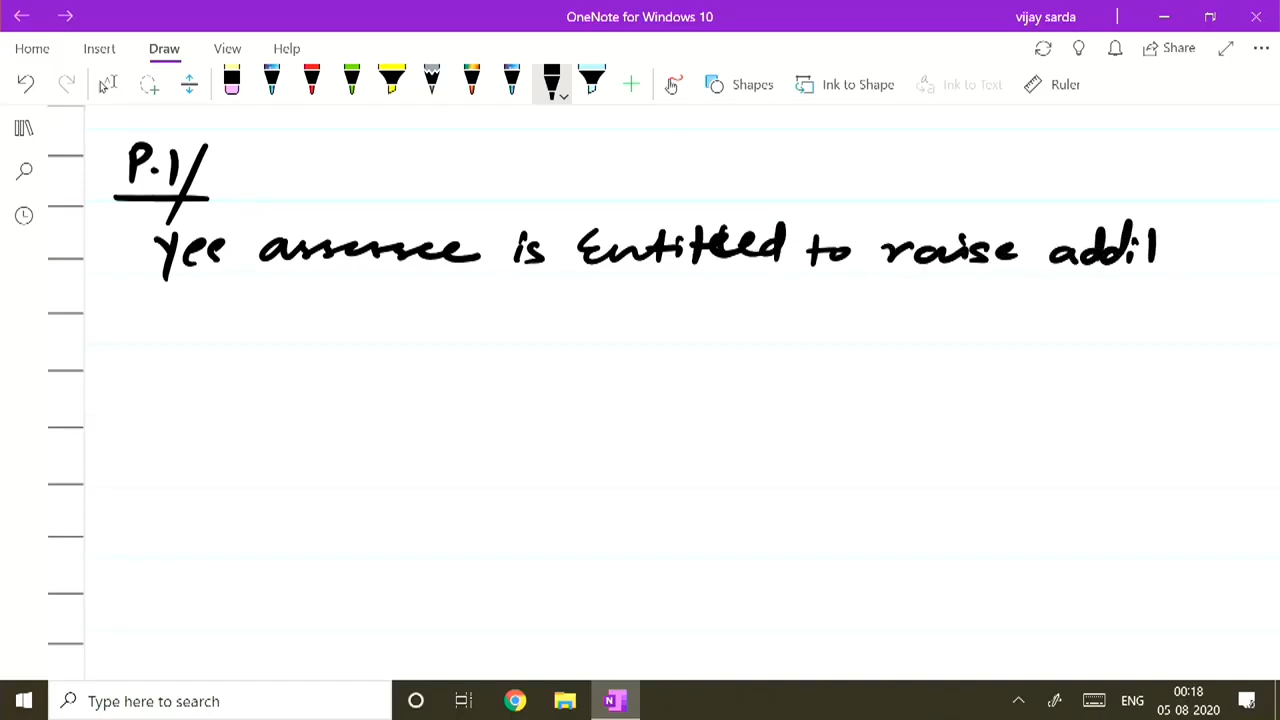 OneNote for Windows 10
vijay sarda
Home Insert Draw View Help
Share
Shapes Ink to Shape Ink to Text Ruler
P.1/
Yes assessee is Entitled to raise addil
Type here to search
ENG
00:18
05-08-2020